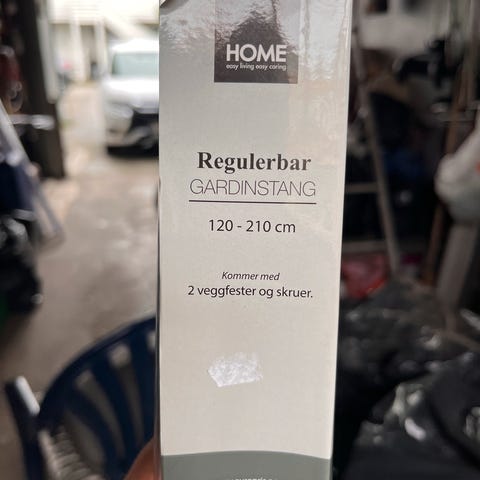 HOME
easy living easy caring
Regulerbar
GARDINSTANG
120 - 210 cm
Kommer med
2 veggfester og skruer.